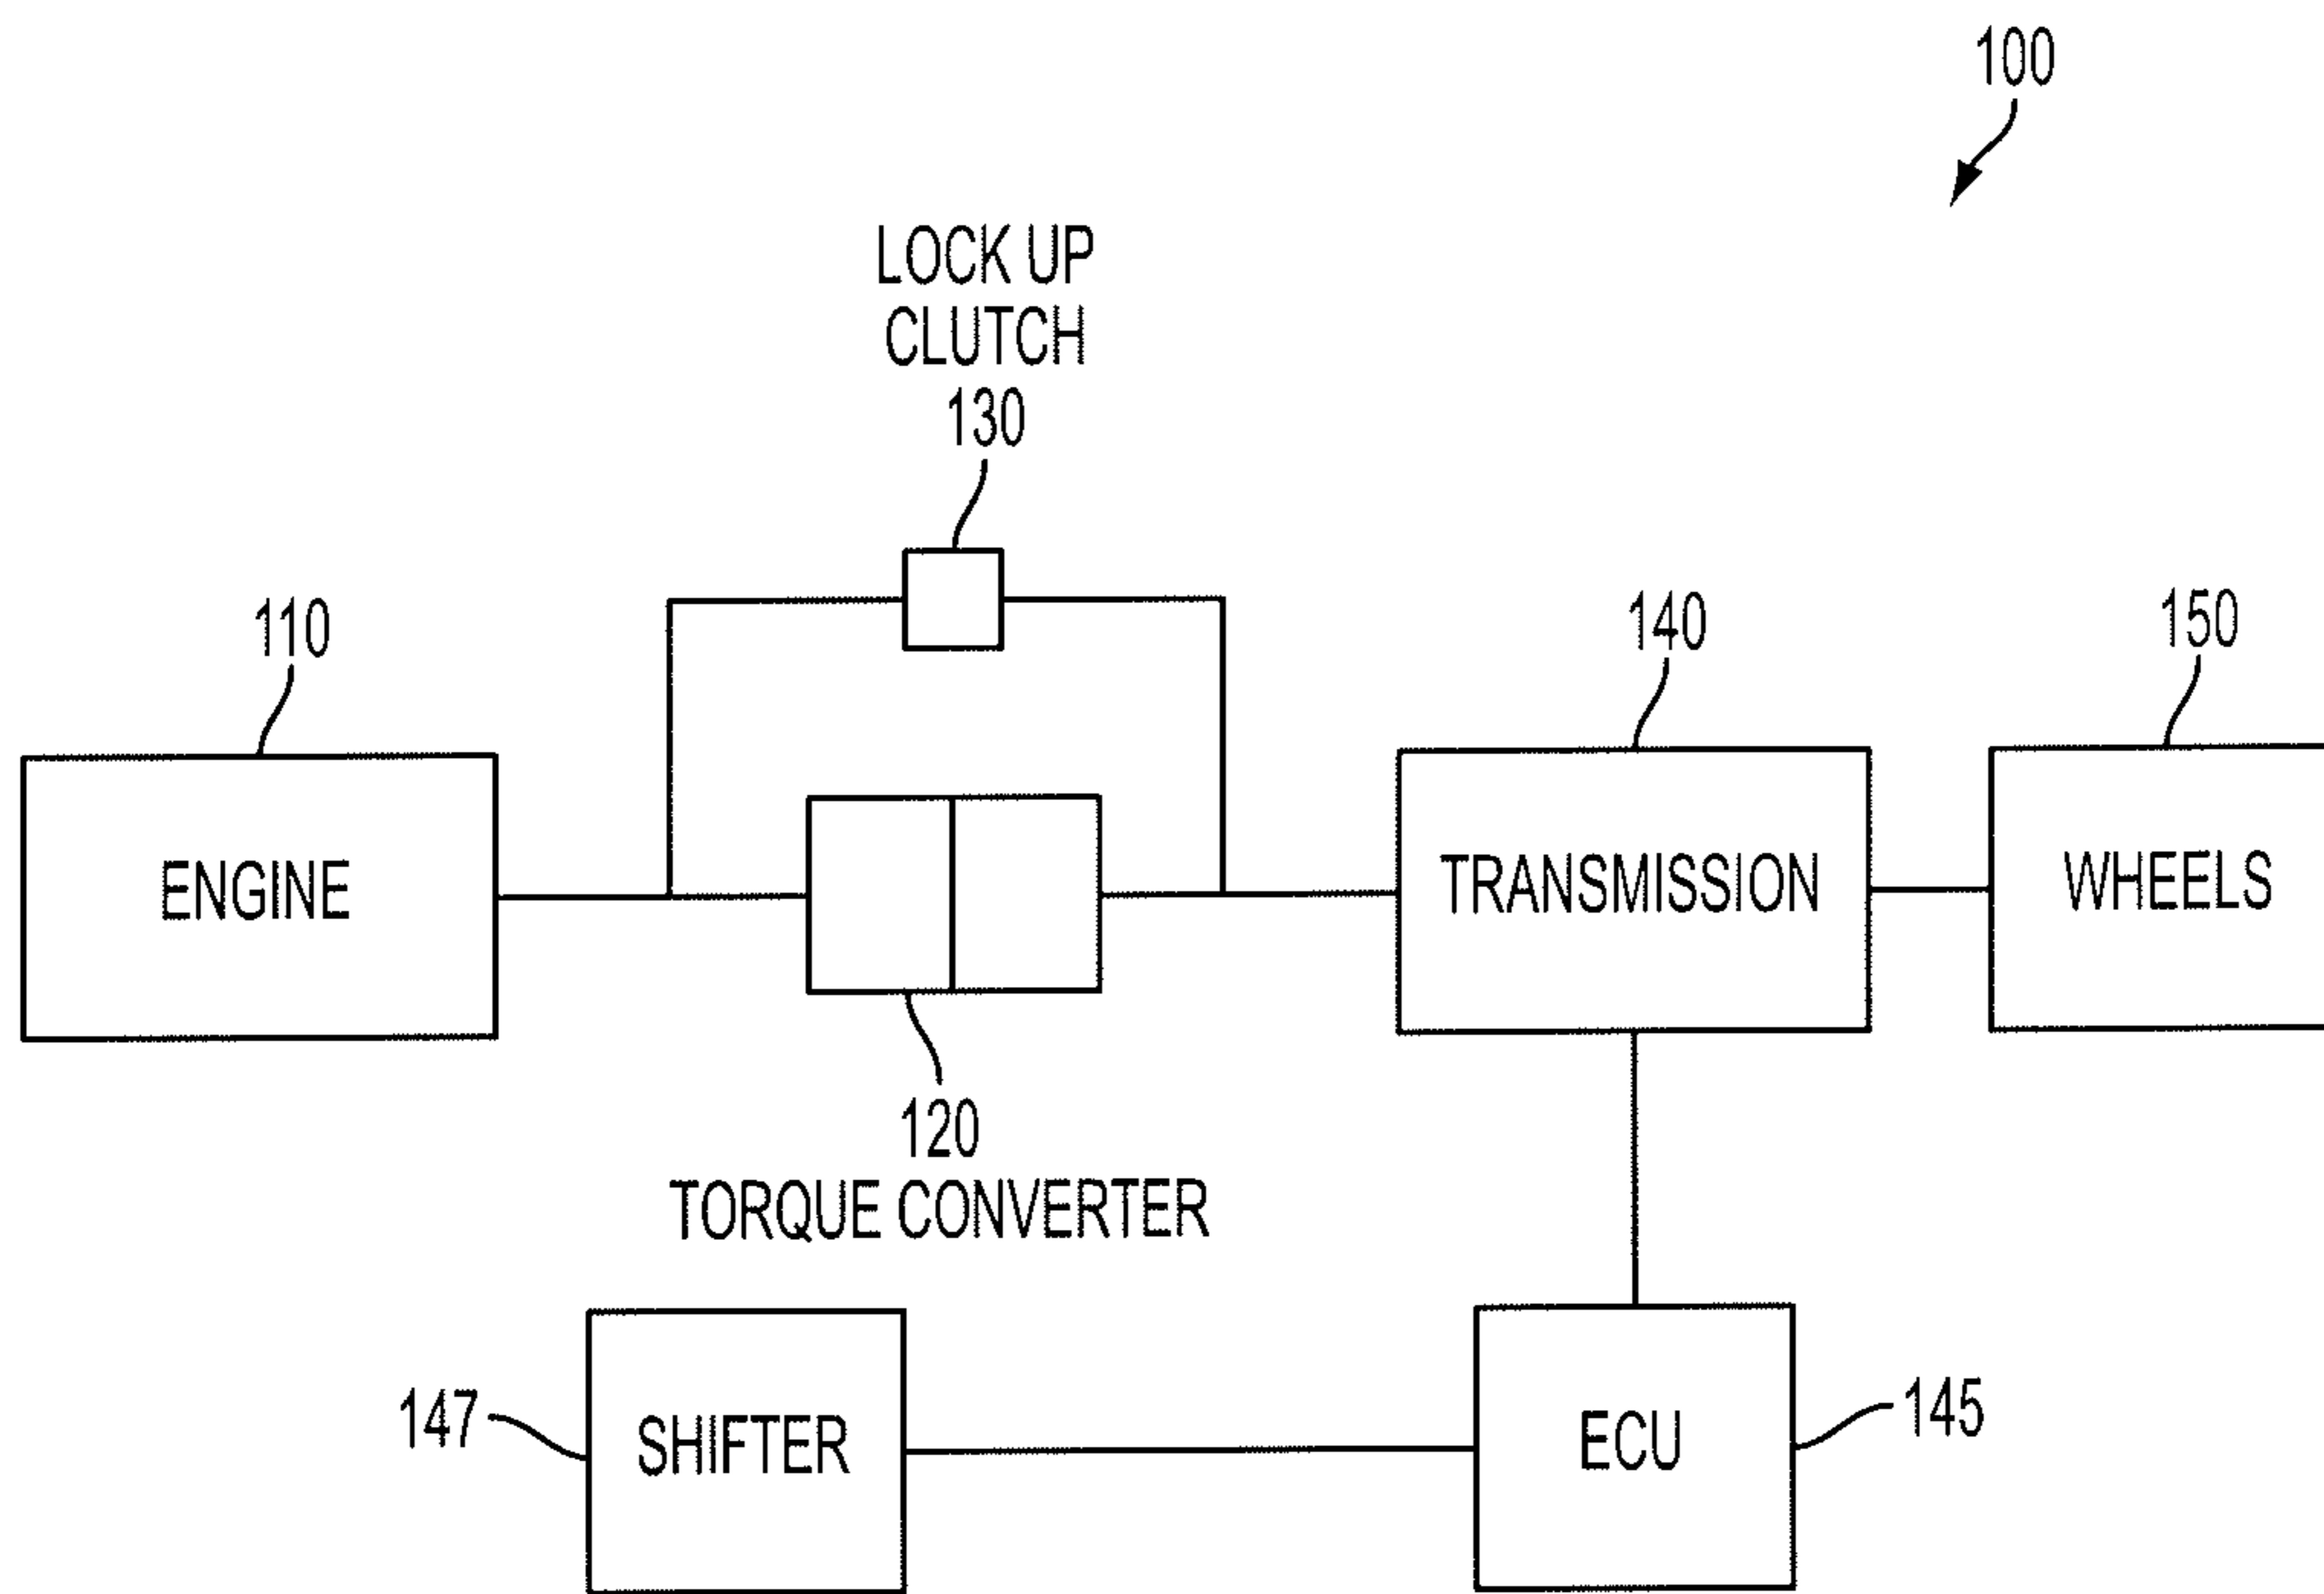 100
LOCK UP
CLUTCH
130
110
140
150
ENGINE
TRANSMISSION
WHEELS
120
TORQUE CONVERTER
147
SHIFTER
ECU
145